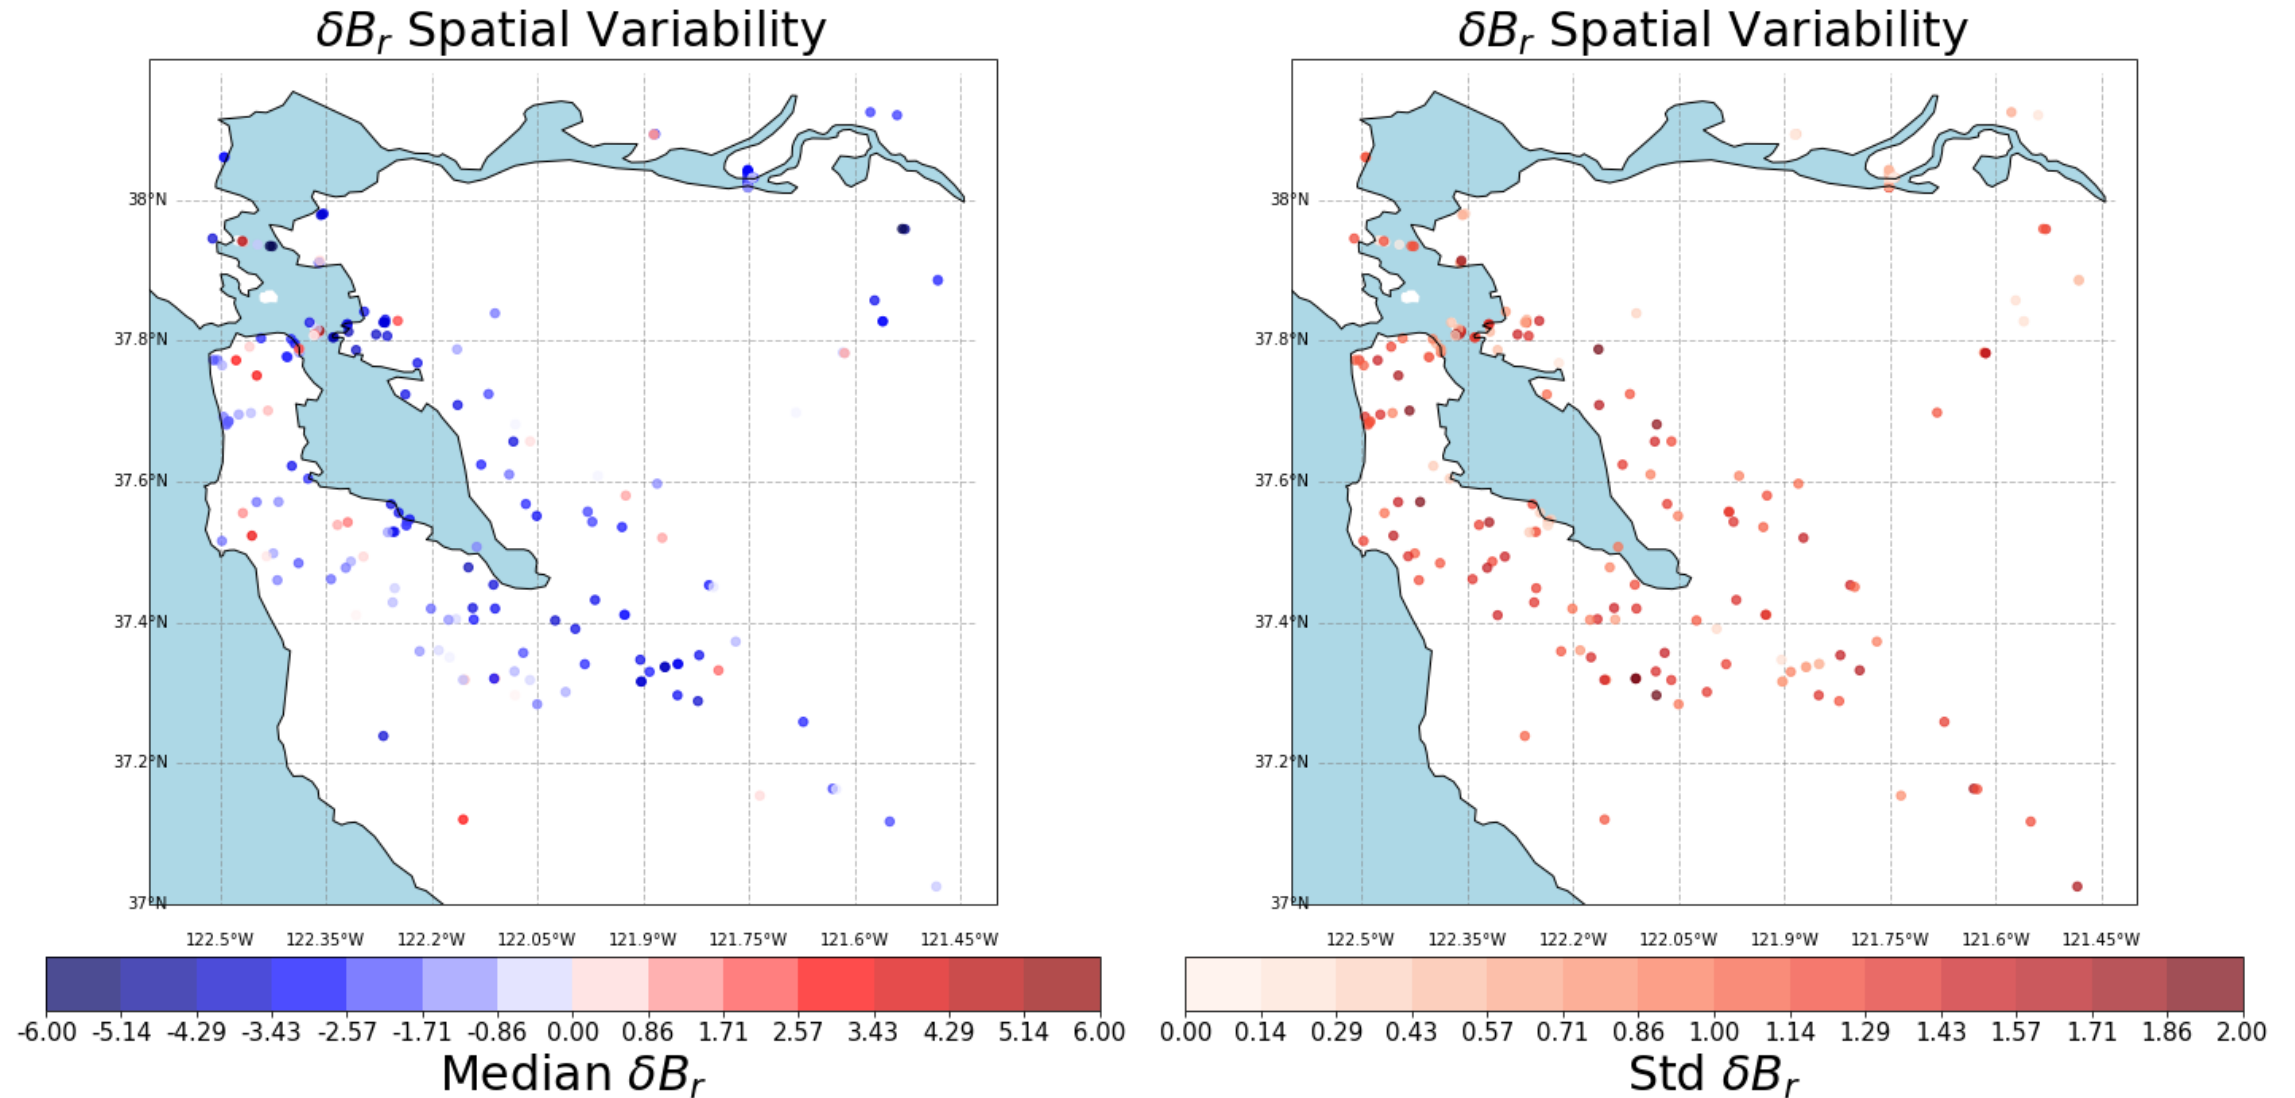 δBr Spatial Variability
38°N
37.8°N
37.6°N
37.4°N
37.2°N
37°N
122.5°W 122.35°W 122.2°W 122.05°W 121.9°W 121.75°W 121.6°W 121.45°W
-6.00 -5.14 -4.29 -3.43 -2.57 -1.71 -0.86 0.00 0.86 1.71 2.57 3.43 4.29 5.14 6.00
Median δBr
δBr Spatial Variability
38°N
37.8°N
37.6°N
37.4°N
37.2°N
37°N
122.5°W 122.35°W 122.2°W 122.05°W 121.9°W 121.75°W 121.6°W 121.45°W
0.00 0.14 0.29 0.43 0.57 0.71 0.86 1.00 1.14 1.29 1.43 1.57 1.71 1.86 2.00
Std δBr